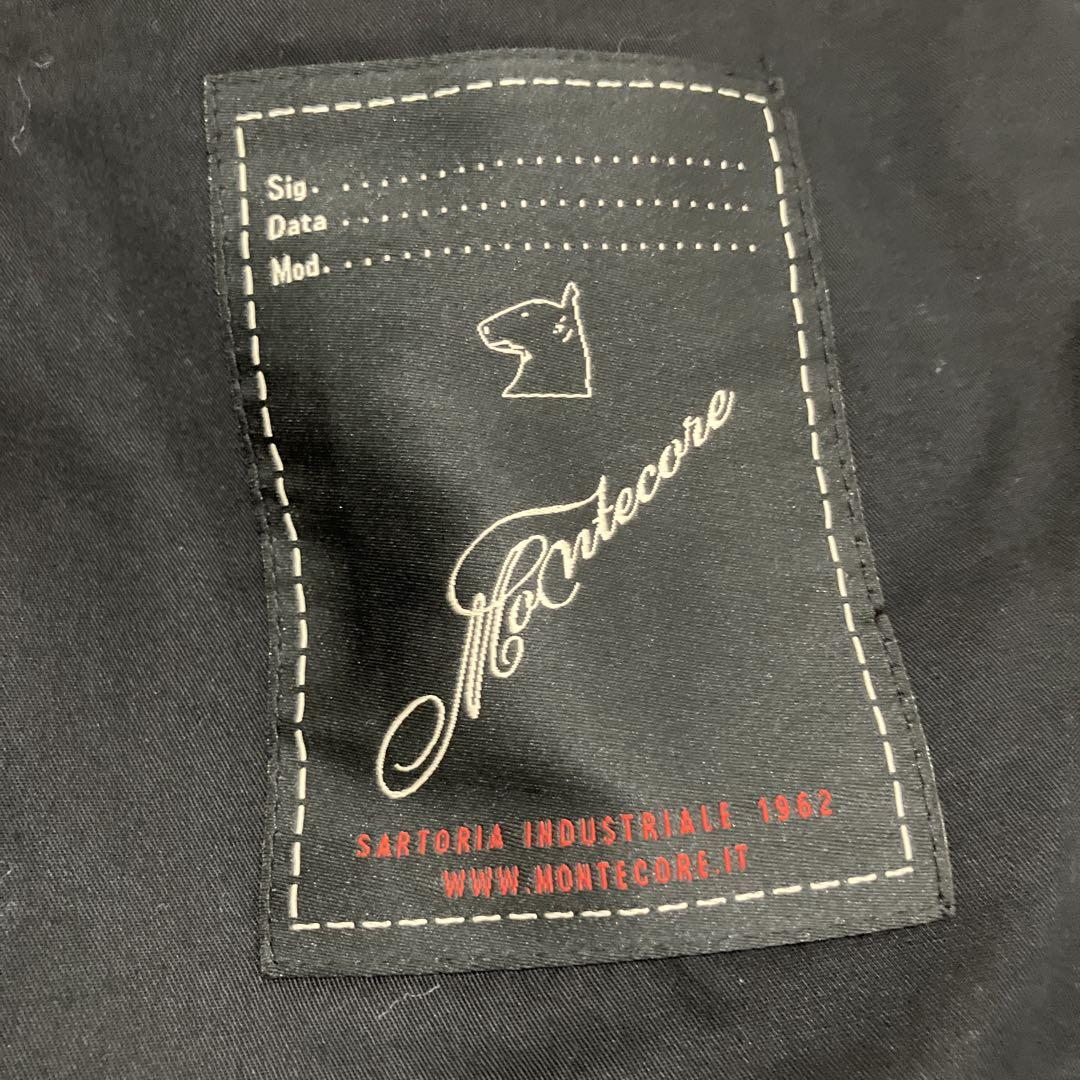 Sig. ..............................
Data ..............................
Mod. ..............................
Montecore
SARTORIA INDUSTRIALE 1962
WWW.MONTECORE.IT